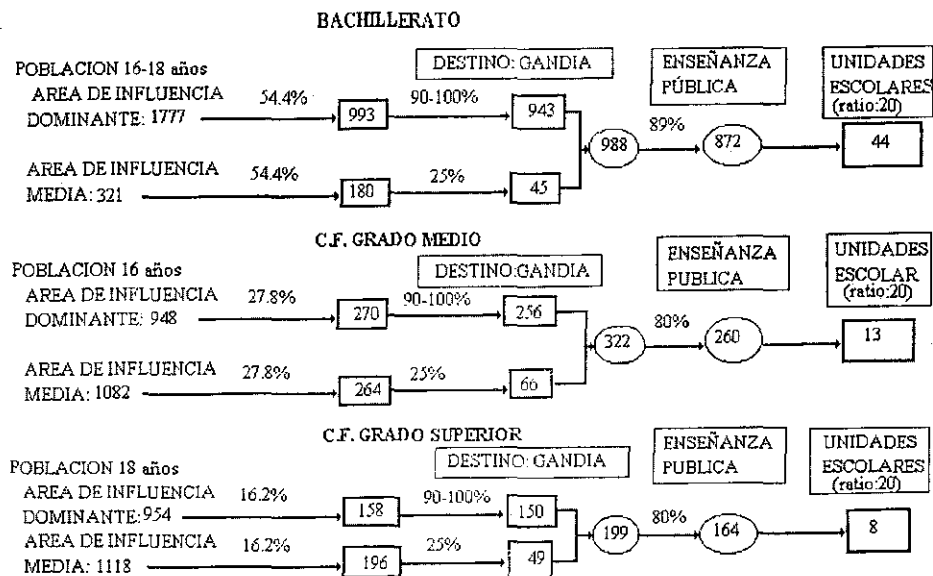 BACHILLERATO
POBLACION 16-18 años
DESTINO: GANDIA
ENSEÑANZA
PÚBLICA
UNIDADES
ESCOLARES
(ratio:20)
AREA DE INFLUENCIA
DOMINANTE: 1777
54.4%
993
90-100%
943
988
89%
872
44
AREA DE INFLUENCIA
MEDIA: 321
54.4%
180
25%
45
C.F. GRADO MEDIO
POBLACION 16 años
DESTINO:GANDIA
ENSEÑANZA
PUBLICA
UNIDADES
ESCOLAR
(ratio:20)
AREA DE INFLUENCIA
DOMINANTE: 948
27.8%
270
90-100%
256
322
80%
260
13
AREA DE INFLUENCIA
MEDIA: 1082
27.8%
264
25%
66
C.F. GRADO SUPERIOR
POBLACION 18 años
DESTINO: GANDIA
ENSEÑANZA
PUBLICA
UNIDADES
ESCOLARES
(ratio:20)
AREA DE INFLUENCIA
DOMINANTE:954
16.2%
158
90-100%
150
199
80%
164
8
AREA DE INFLUENCIA
MEDIA: 1118
16.2%
196
25%
49